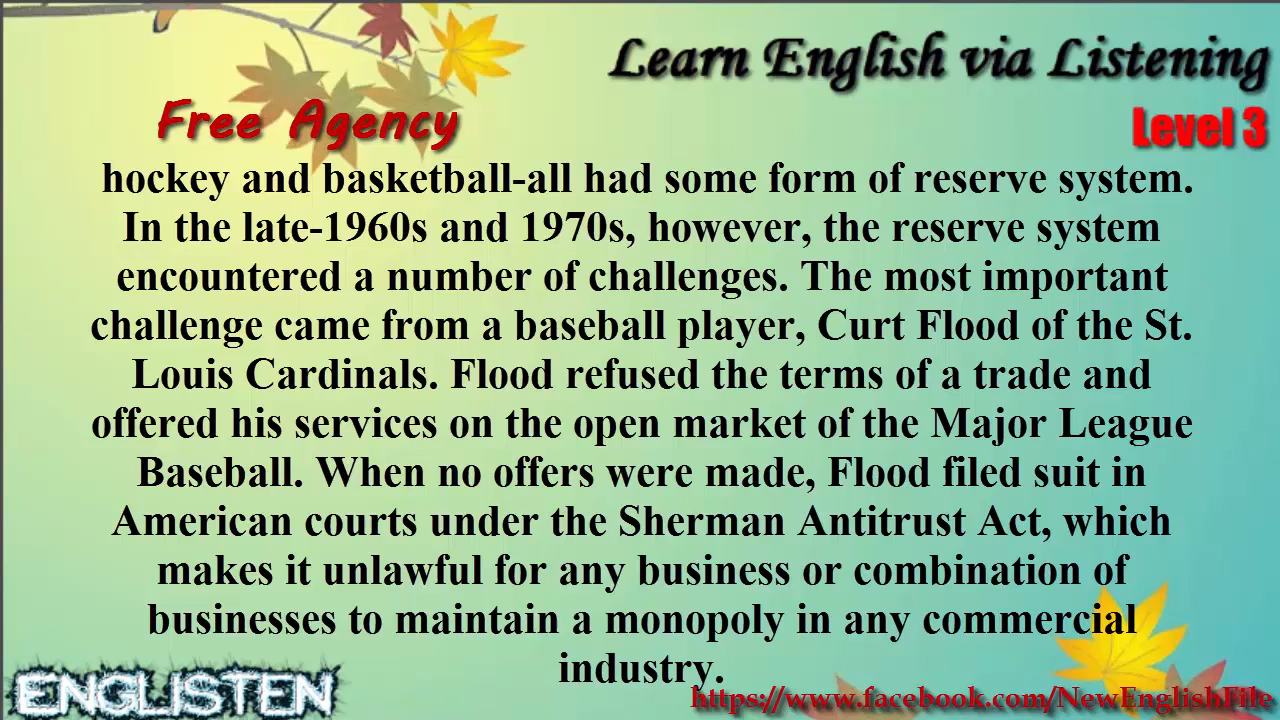 Learn English via Listening
Free Agency
Level 3
hockey and basketball-all had some form of reserve system.
In the late-1960s and 1970s, however, the reserve system
encountered a number of challenges. The most important
challenge came from a baseball player, Curt Flood of the St.
Louis Cardinals. Flood refused the terms of a trade and
offered his services on the open market of the Major League
Baseball. When no offers were made, Flood filed suit in
American courts under the Sherman Antitrust Act, which
makes it unlawful for any business or combination of
businesses to maintain a monopoly in any commercial
industry.
ENGLISTEN
https://www.facebook.com/NewEnglishFile